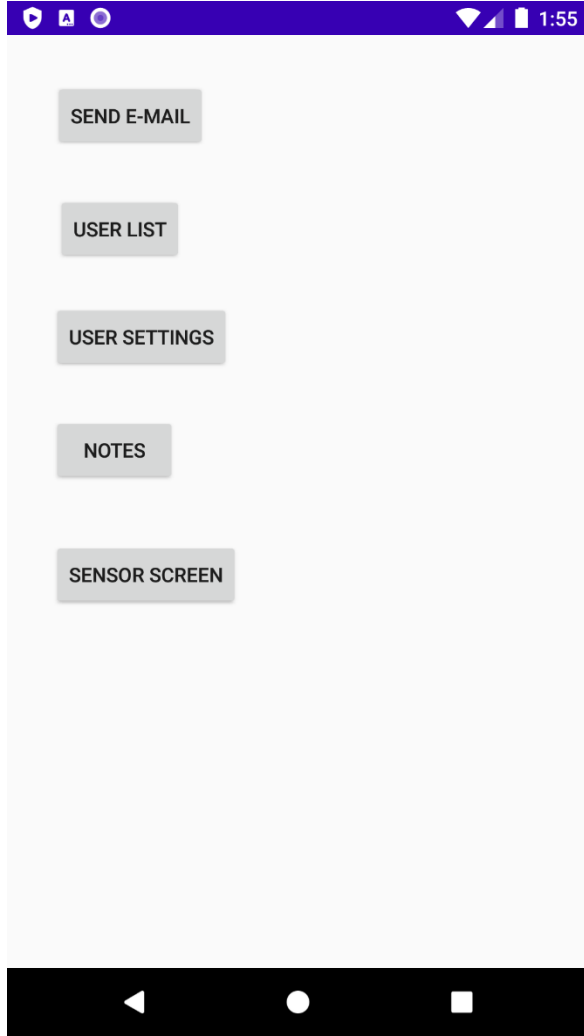 1:55
SEND E-MAIL
USER LIST
USER SETTINGS
NOTES
SENSOR SCREEN